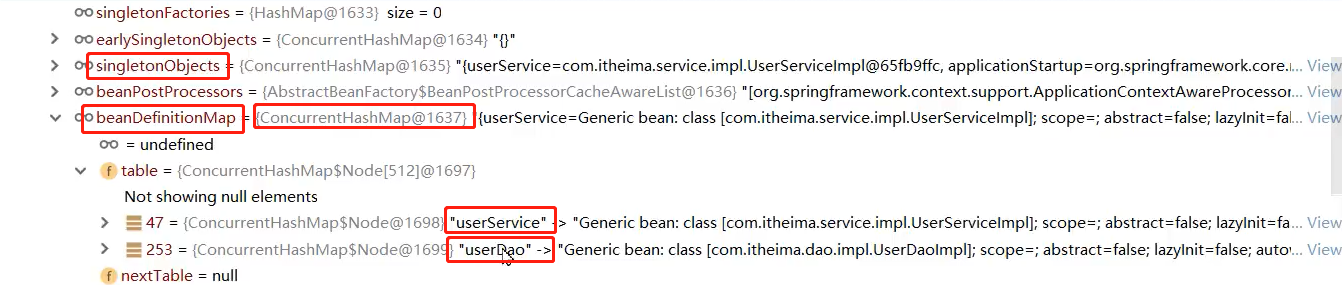 singletonFactories = {HashMap@1633} size = 0
earlySingletonObjects = {ConcurrentHashMap@1634} "{}"
singletonObjects = {ConcurrentHashMap@1635} "{userService=com.itheima.service.impl.UserServiceImpl@65fb9ffc, applicationStartup=org.springframework.core.... View
beanPostProcessors = {AbstractBeanFactory$BeanPostProcessorCacheAwareList@1636} "[org.springframework.context.support.ApplicationContextAwareProcessor... View
beanDefinitionMap = {ConcurrentHashMap@1637} "{userService=Generic bean: class [com.itheima.service.impl.UserServiceImpl]; scope=; abstract=false; lazyInit=fal... View
= undefined
table = {ConcurrentHashMap$Node[512]@1697}
Not showing null elements
47 = {ConcurrentHashMap$Node@1698} "userService" -> "Generic bean: class [com.itheima.service.impl.UserServiceImpl]; scope=; abstract=false; lazyInit=fa... View
253 = {ConcurrentHashMap$Node@1699} "userDao" -> "Generic bean: class [com.itheima.dao.impl.UserDaoImpl]; scope=; abstract=false; lazyInit=false; auto... View
nextTable = null